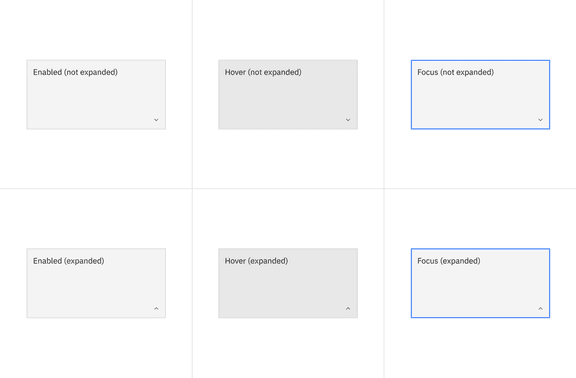 Enabled (not expanded)
Hover (not expanded)
Focus (not expanded)
Enabled (expanded)
Hover (expanded)
Focus (expanded)